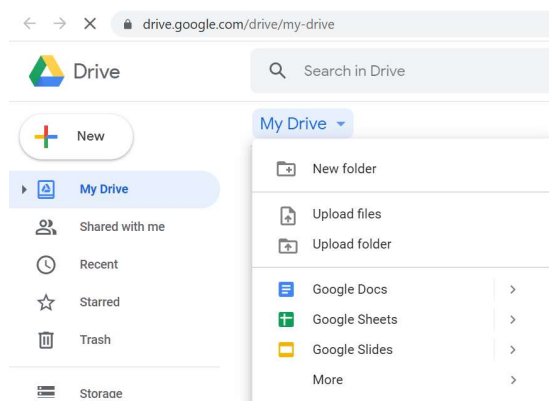 drive.google.com/drive/my-drive
Drive
Search in Drive
New
My Drive
Shared with me
Recent
Starred
Trash
Storage
My Drive
New folder
Upload files
Upload folder
Google Docs
Google Sheets
Google Slides
More